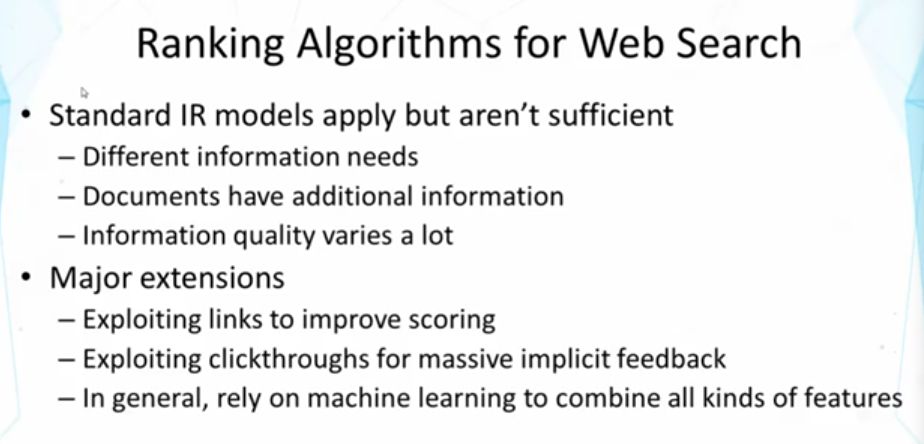 Ranking Algorithms for Web Search
• Standard IR models apply but aren't sufficient
– Different information needs
– Documents have additional information
– Information quality varies a lot
• Major extensions
– Exploiting links to improve scoring
– Exploiting clickthroughs for massive implicit feedback
– In general, rely on machine learning to combine all kinds of features